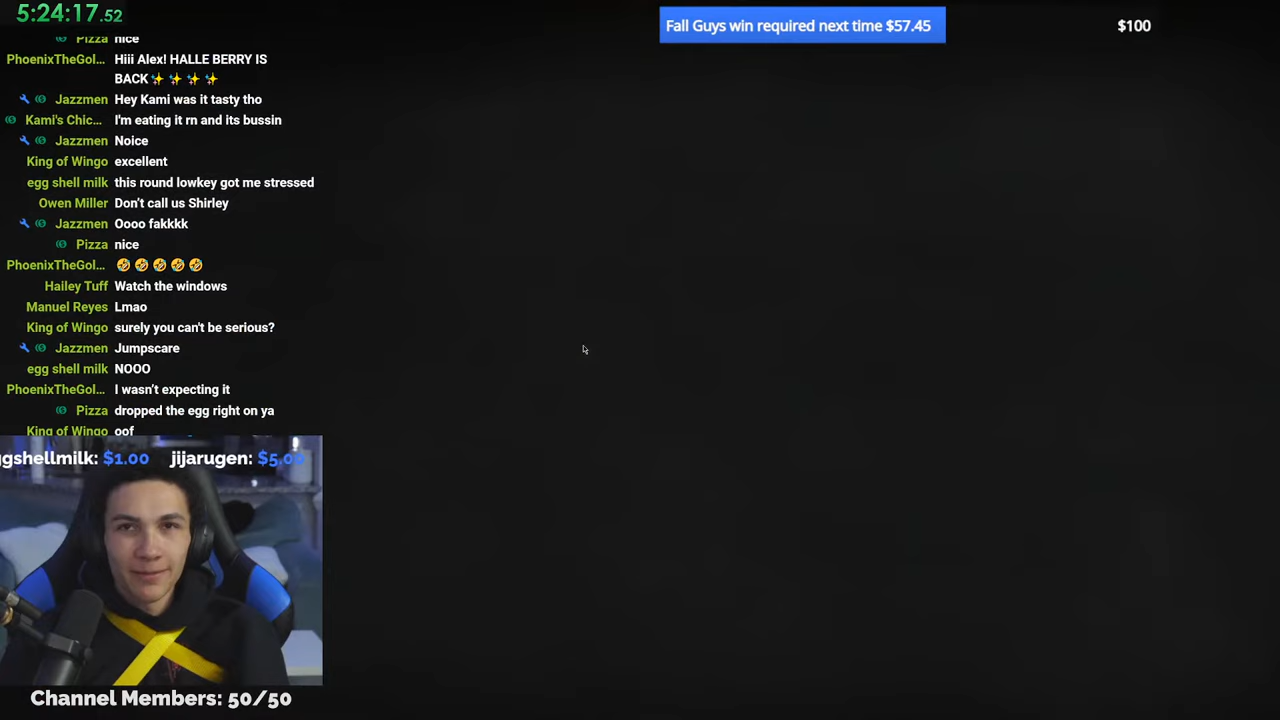 5:24:17.52
Fall Guys win required next time $57.45
$100
Pizza nice
PhoenixTheGol... Hiii Alex! HALLE BERRY IS
BACK✨ ✨ ✨ ✨
Jazzmen Hey Kami was it tasty tho
Kami's Chic... I'm eating it rn and its bussin
Jazzmen Noice
King of Wingo excellent
egg shell milk this round lowkey got me stressed
Owen Miller Don’t call us Shirley
Jazzmen Oooo fakkkk
Pizza nice
PhoenixTheGol... 🤣 🤣 🤣 🤣 🤣
Hailey Tuff Watch the windows
Manuel Reyes Lmao
King of Wingo surely you can't be serious?
Jazzmen Jumpscare
egg shell milk NOOO
PhoenixTheGol... I wasn’t expecting it
Pizza dropped the egg right on ya
King of Wingo oof
gshellmilk: $1.00 jijarugen: $5.00
Channel Members: 50/50